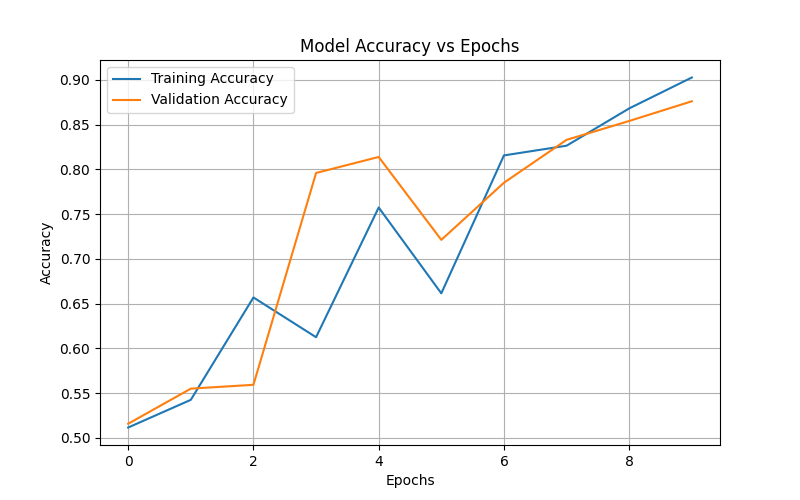 Model Accuracy vs Epochs
Training Accuracy
Validation Accuracy
0.90
0.85
0.80
0.75
0.70
0.65
0.60
0.55
0.50
Accuracy
0 2 4 6 8
Epochs